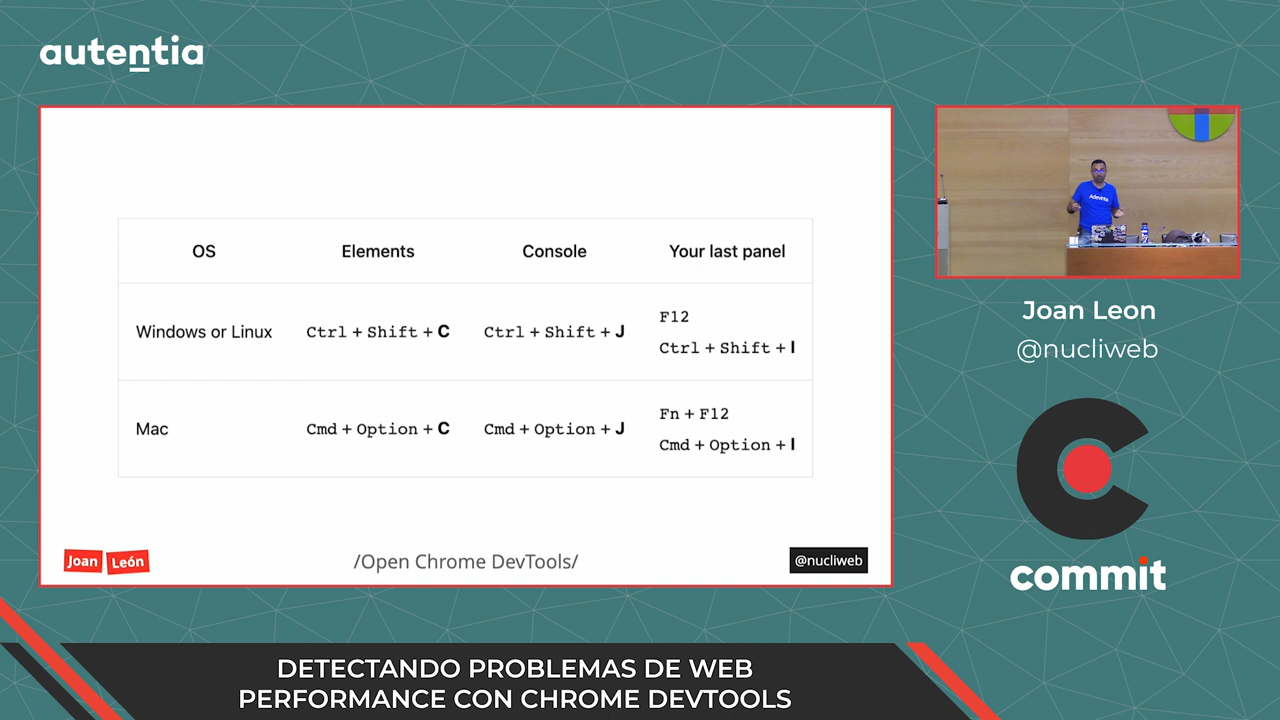 autentia
OS Elements Console Your last panel
Windows or Linux Ctrl + Shift + C Ctrl + Shift + J F12
Ctrl + Shift + I
Mac Cmd + Option + C Cmd + Option + J Fn + F12
Cmd + Option + I
Joan León /Open Chrome DevTools/ @nucliweb
Adevinta
Joan Leon
@nucliweb
commit
DETECTANDO PROBLEMAS DE WEB
PERFORMANCE CON CHROME DEVTOOLS